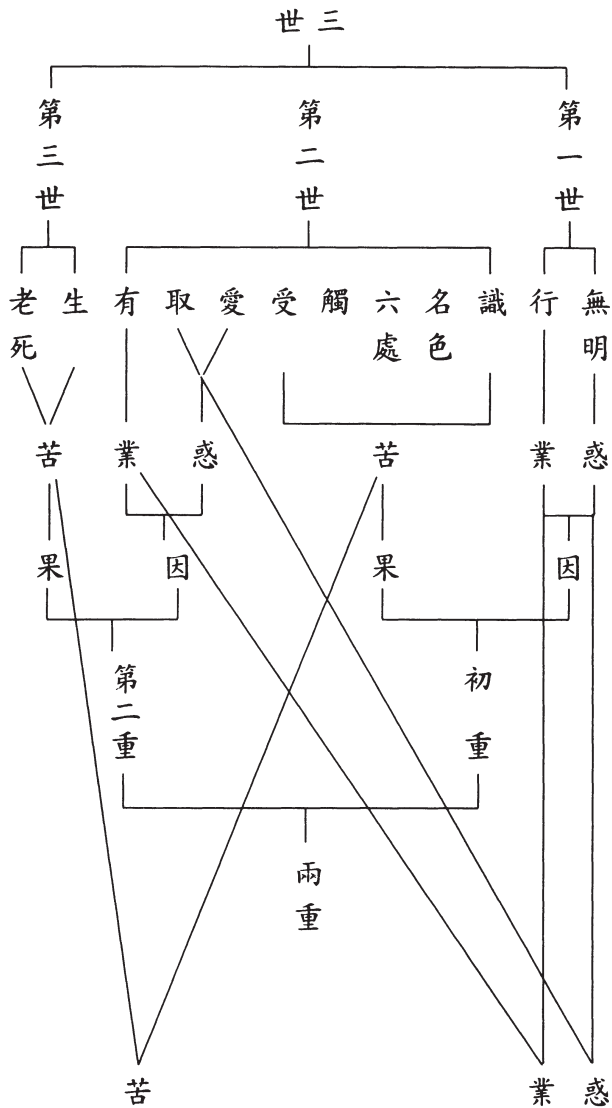 三世
第一世
第二世
第三世
無明
行
識
名色
六處
觸
受
愛
取
有
生
老死
惑
業
苦
惑
業
苦
因
果
因
果
初重
第二重
兩重
惑
業
苦